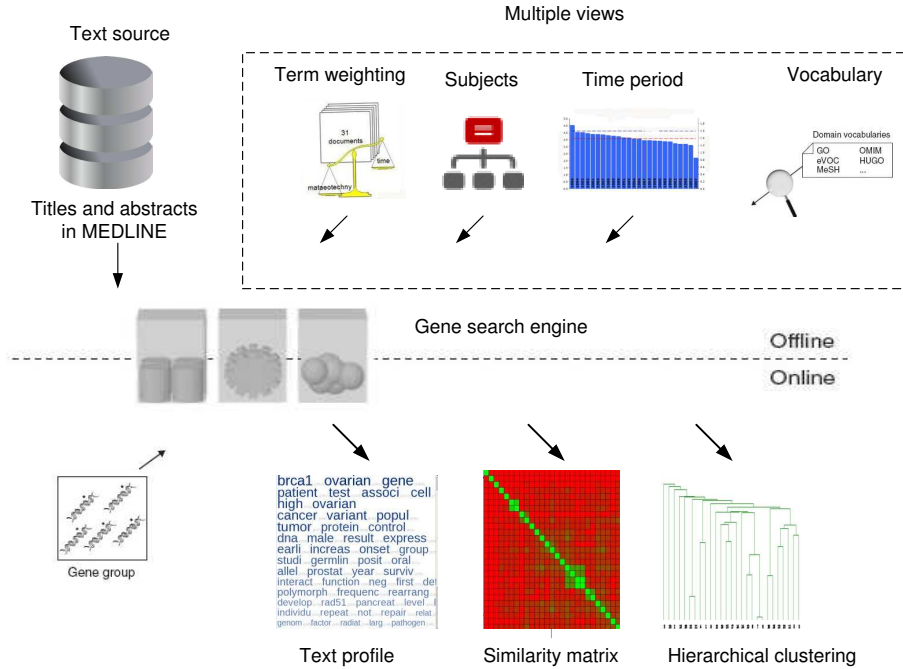 Multiple views
Text source
Term weighting
Subjects
Time period
Vocabulary
31
documents
time
mataeotechny
Domain vocabularies
GO OMIM
eVOC HUGO
MeSH ...
Titles and abstracts
in MEDLINE
Gene search engine
Offline
Online
Gene group
brca1 ovarian gene
patient test associ cell
high ovarian
cancer variant popul
tumor protein control
dna male result express
earli increas onset group
studi germlin posit oral
allel prostat year surviv
interact function neg first det
polymorph frequenc rearrang
develop rad51 pancreat level
individu repeat not repair relat
genom factor radiat larg pathogen
Text profile
Similarity matrix
Hierarchical clustering